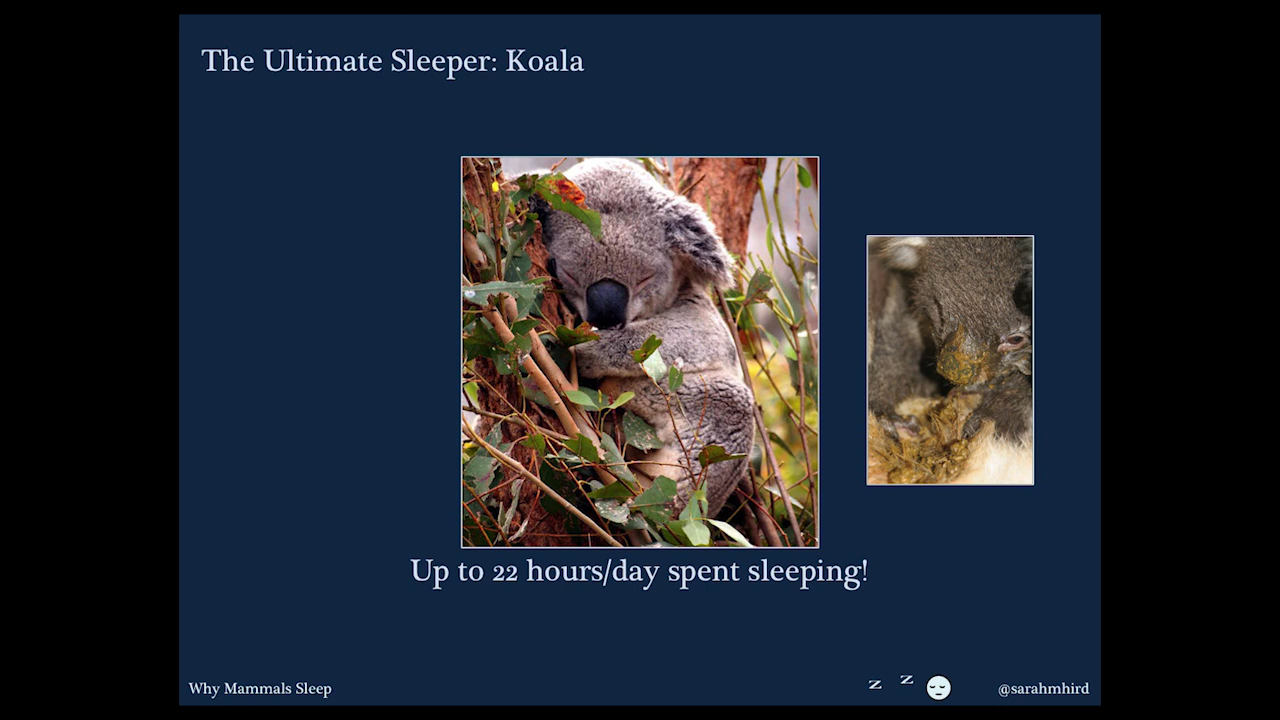 The Ultimate Sleeper: Koala
Up to 22 hours/day spent sleeping!
Why Mammals Sleep
z z
@sarahmhird